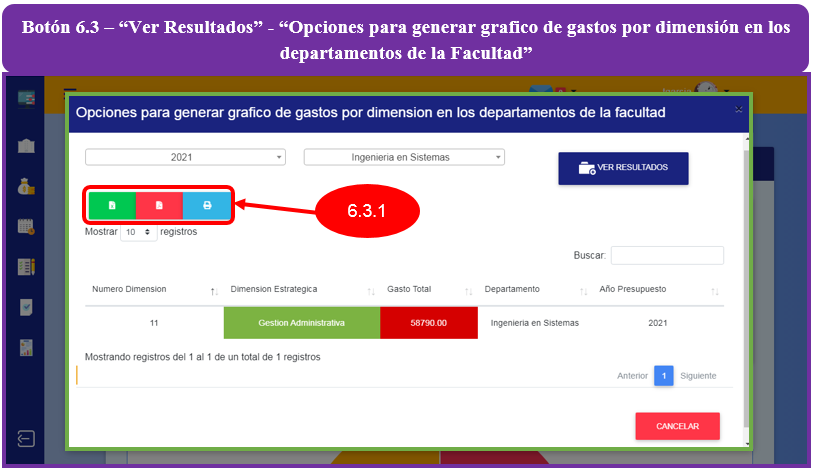 Botón 6.3 – “Ver Resultados” - “Opciones para generar grafico de gastos por dimensión en los
departamentos de la Facultad”
Opciones para generar grafico de gastos por dimension en los departamentos de la facultad
2021 Ingenieria en Sistemas VER RESULTADOS
6.3.1
Mostrar 10 registros
Buscar:
Numero Dimension Dimension Estrategica Gasto Total Departamento Año Presupuesto
11 Gestion Administrativa 58790.00 Ingenieria en Sistemas 2021
Mostrando registros del 1 al 1 de un total de 1 registros
Anterior 1 Siguiente
CANCELAR